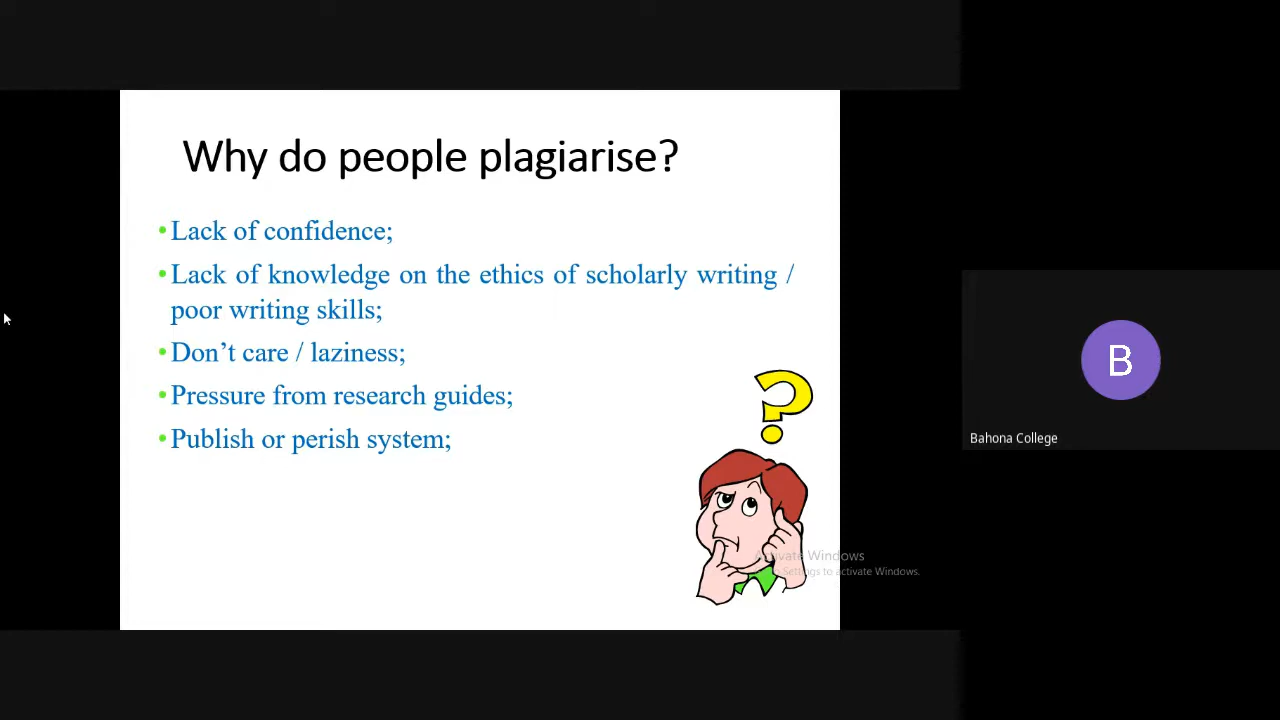 Why do people plagiarise?
•Lack of confidence;
•Lack of knowledge on the ethics of scholarly writing /
poor writing skills;
•Don't care / laziness;
•Pressure from research guides;
•Publish or perish system;
?
Activate Windows
Settings to activate Windows.
B
Bahona College